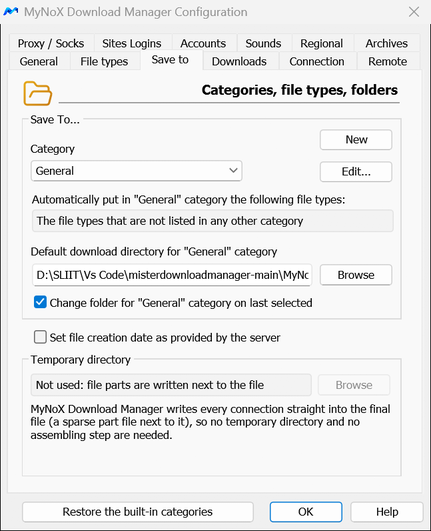 MyNoX Download Manager Configuration
Proxy / Socks Sites Logins Accounts Sounds Regional Archives
General File types Save to Downloads Connection Remote
Categories, file types, folders
Save To...
New
Category
General
Edit...
Automatically put in "General" category the following file types:
The file types that are not listed in any other category
Default download directory for "General" category
D:\SLIIT\Vs Code\misterdownloadmanager-main\MyNc
Browse
Change folder for "General" category on last selected
Set file creation date as provided by the server
Temporary directory
Not used: file parts are written next to the file
Browse
MyNoX Download Manager writes every connection straight into the final
file (a sparse part file next to it), so no temporary directory and no
assembling step are needed.
Restore the built-in categories
OK
Help